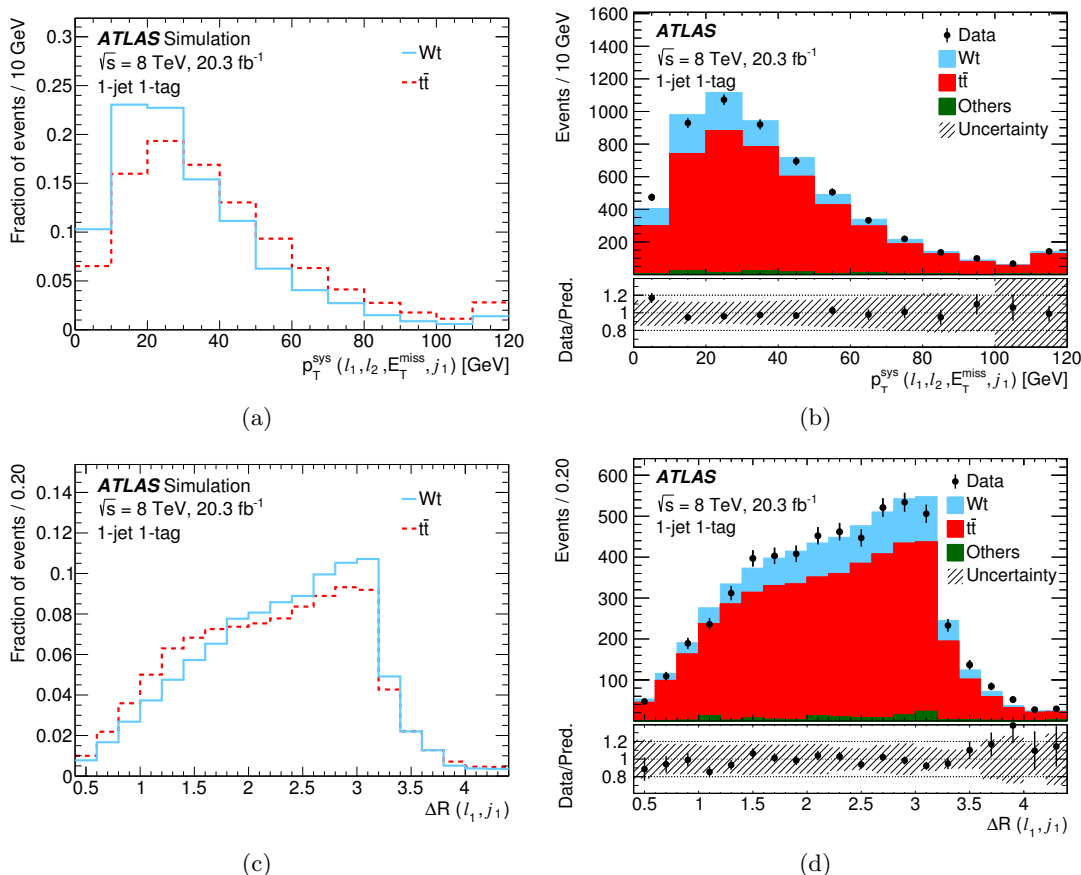 ATLAS Simulation
√s = 8 TeV, 20.3 fb⁻¹
1-jet 1-tag
Wt
tt̄
Fraction of events / 10 GeV
0.3
0.25
0.2
0.15
0.1
0.05
0
0 20 40 60 80 100 120
p_T^sys (l₁, l₂, E_T^miss, j₁) [GeV]
(a)
ATLAS
√s = 8 TeV, 20.3 fb⁻¹
1-jet 1-tag
Data
Wt
tt̄
Others
Uncertainty
Events / 10 GeV
1600
1400
1200
1000
800
600
400
200
Data/Pred.
1.2
1
0.8
0 20 40 60 80 100 120
p_T^sys (l₁, l₂, E_T^miss, j₁) [GeV]
(b)
ATLAS Simulation
√s = 8 TeV, 20.3 fb⁻¹
1-jet 1-tag
Wt
tt̄
Fraction of events / 0.20
0.14
0.12
0.1
0.08
0.06
0.04
0.02
0
0.5 1 1.5 2 2.5 3 3.5 4
ΔR (l₁, j₁)
(c)
ATLAS
√s = 8 TeV, 20.3 fb⁻¹
1-jet 1-tag
Data
Wt
tt̄
Others
Uncertainty
Events / 0.20
600
500
400
300
200
100
Data/Pred.
1.2
1
0.8
0.5 1 1.5 2 2.5 3 3.5 4
ΔR (l₁, j₁)
(d)